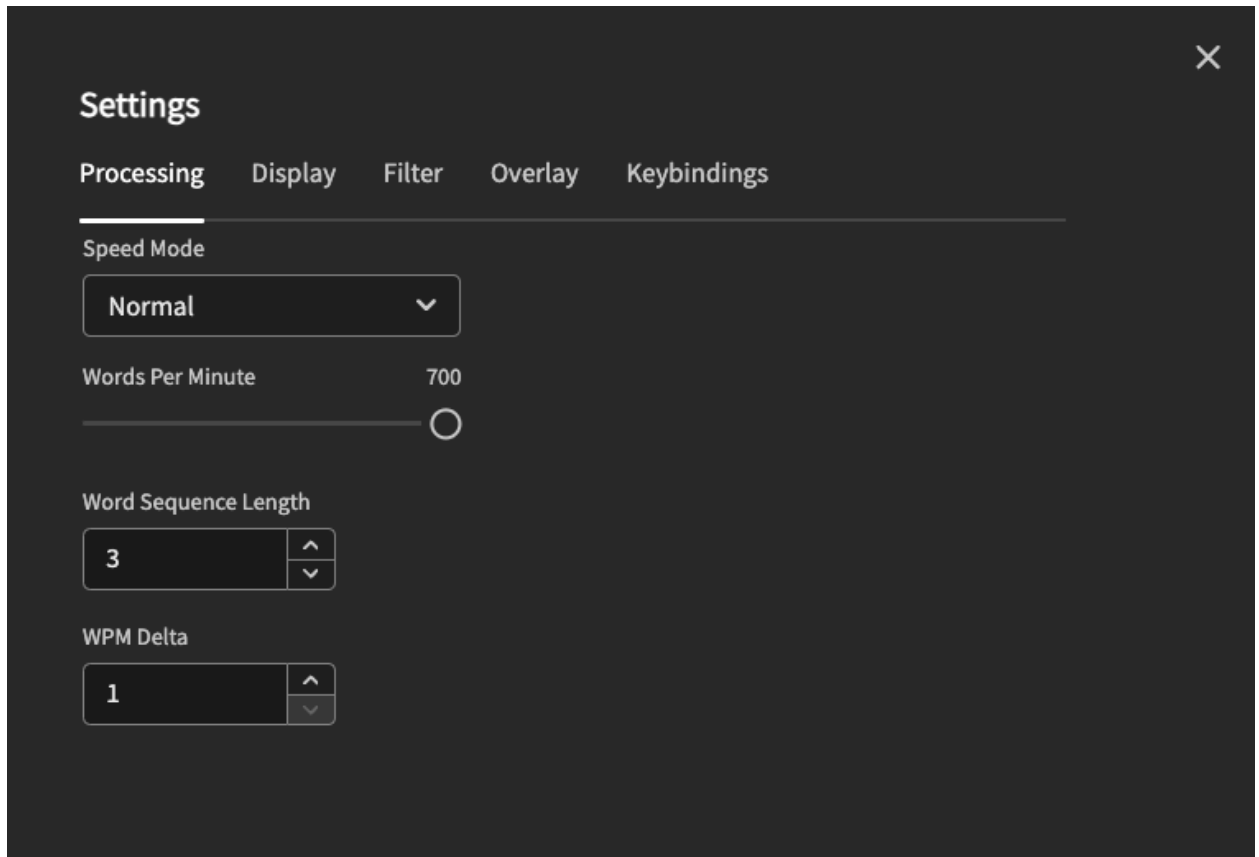 Settings
Processing Display Filter Overlay Keybindings
Speed Mode
Normal
Words Per Minute 700
Word Sequence Length
3
WPM Delta
1